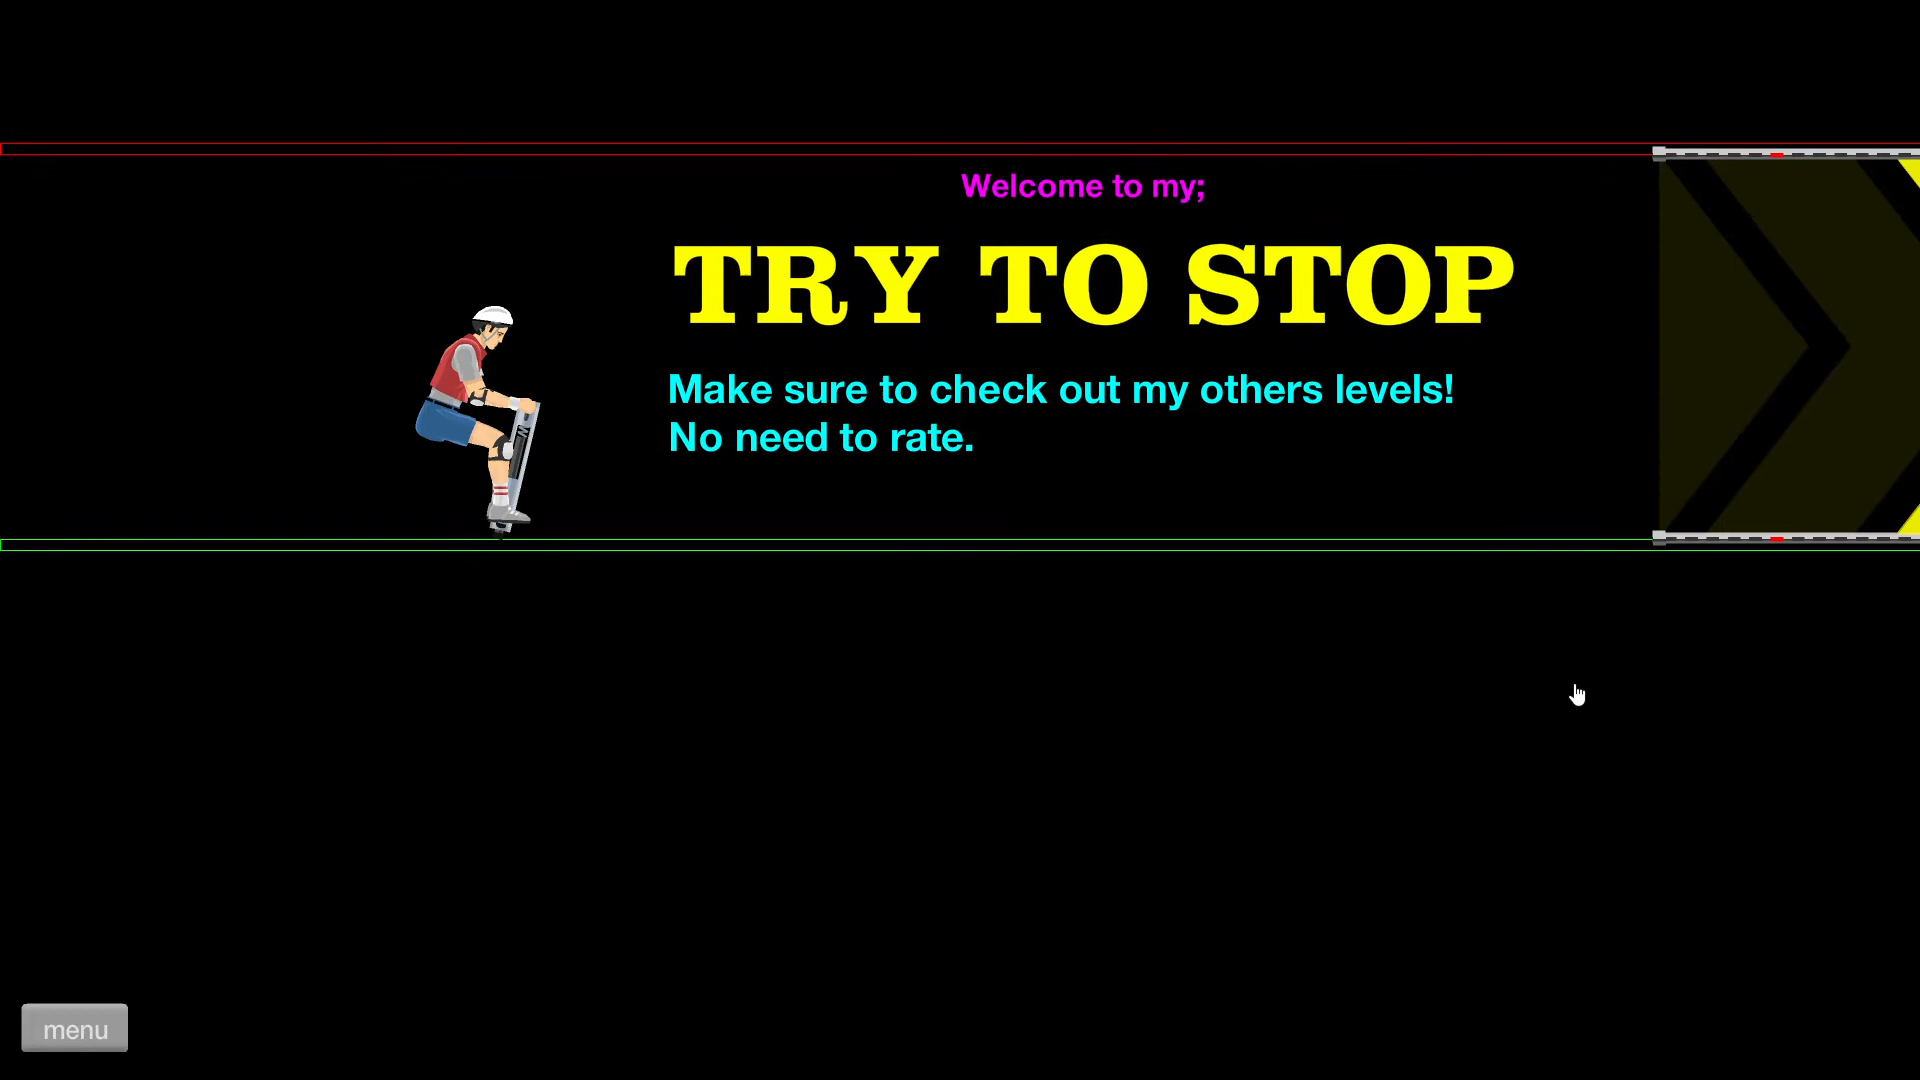 Welcome to my;
TRY TO STOP
Make sure to check out my others levels!
No need to rate.
menu